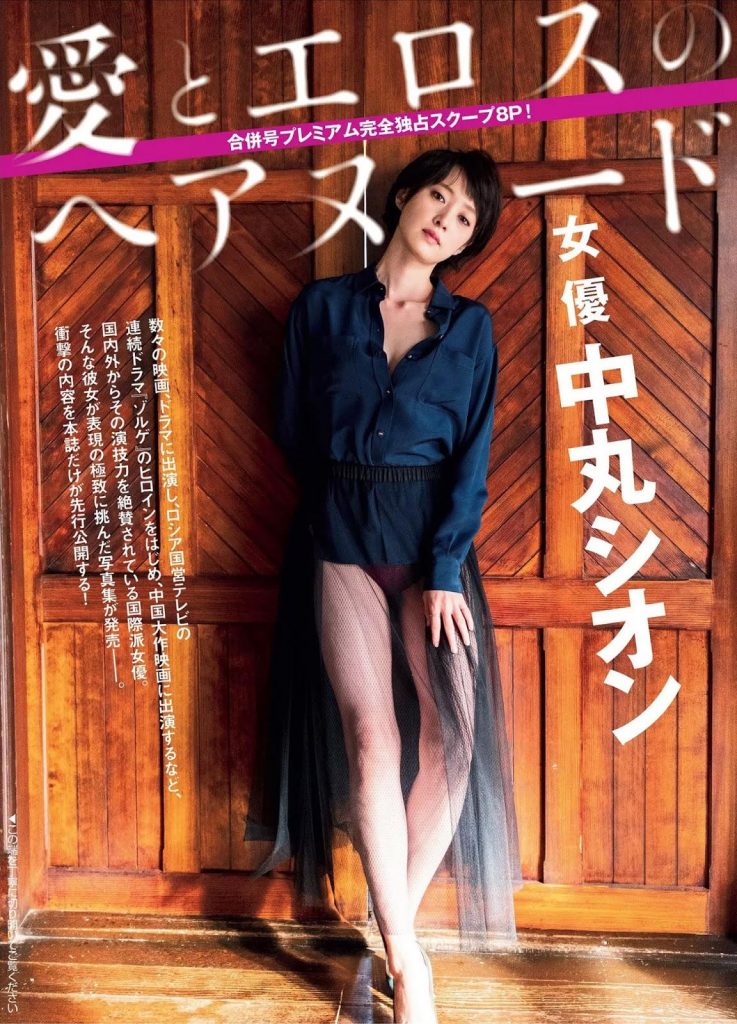 愛とエロスの
合併号プレミアム完全独占スクープ8P!
ヘアヌード
女優 中丸シオン
数々の映画、ドラマに出演し、ロシア国営テレビの
連続ドラマ『ゾルゲ』のヒロインをはじめ、中国大作映画に出演するなど、
国内外からその演技力を絶賛されている国際派女優。
そんな彼女が表現の極致に挑んだ写真集が発売――。
衝撃の内容を本誌だけが先行公開する!